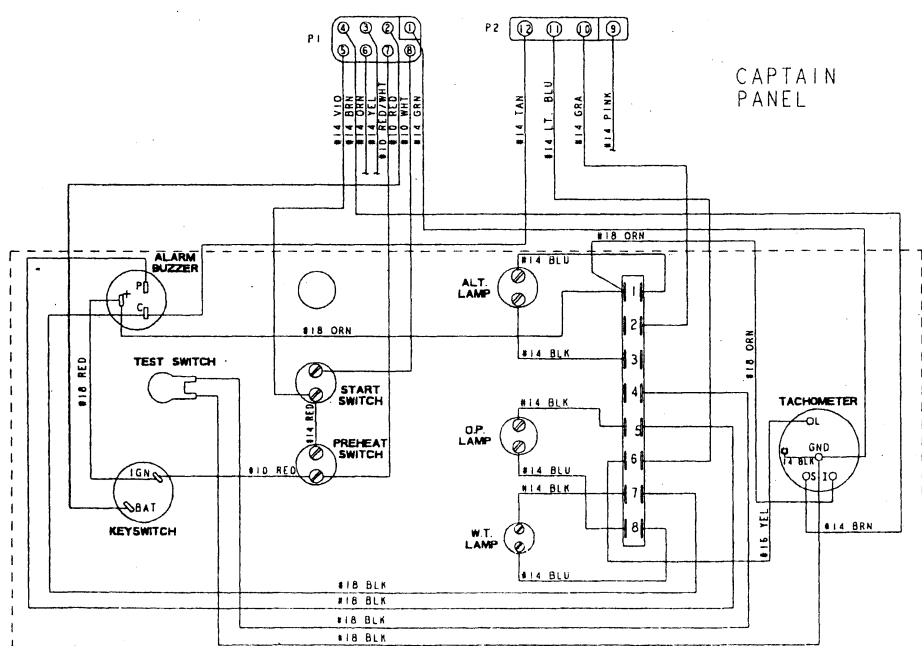 P1
4 3 2 1
5 6 7 8
P2
12 11 10 9
CAPTAIN
PANEL
#14 VIO
#14 BRN
#14 ORN
#14 YEL
#10 RED/WHT
#10 RED
#10 WHT
#14 GRN
#14 TAN
#14 LT. BLU
#14 GRA
#14 PINK
ALARM
BUZZER
P
+
C
#18 ORN
#14 BLU
ALT.
LAMP
1
2
#18 ORN
#14 BLK
3
#18 ORN
TEST SWITCH
#18 RED
START
SWITCH
4
#14 BLK
TACHOMETER
L
#14 RED
O.P.
LAMP
5
PREHEAT
SWITCH
GND
14 BLK
6
#14 BLU
IGN
#10 RED
S I
#14 BLK
7
BAT
KEYSWITCH
W.T.
LAMP
8
#16 YEL
#14 BRN
#14 BLU
#18 BLK
#18 BLK
#18 BLK
#18 BLK